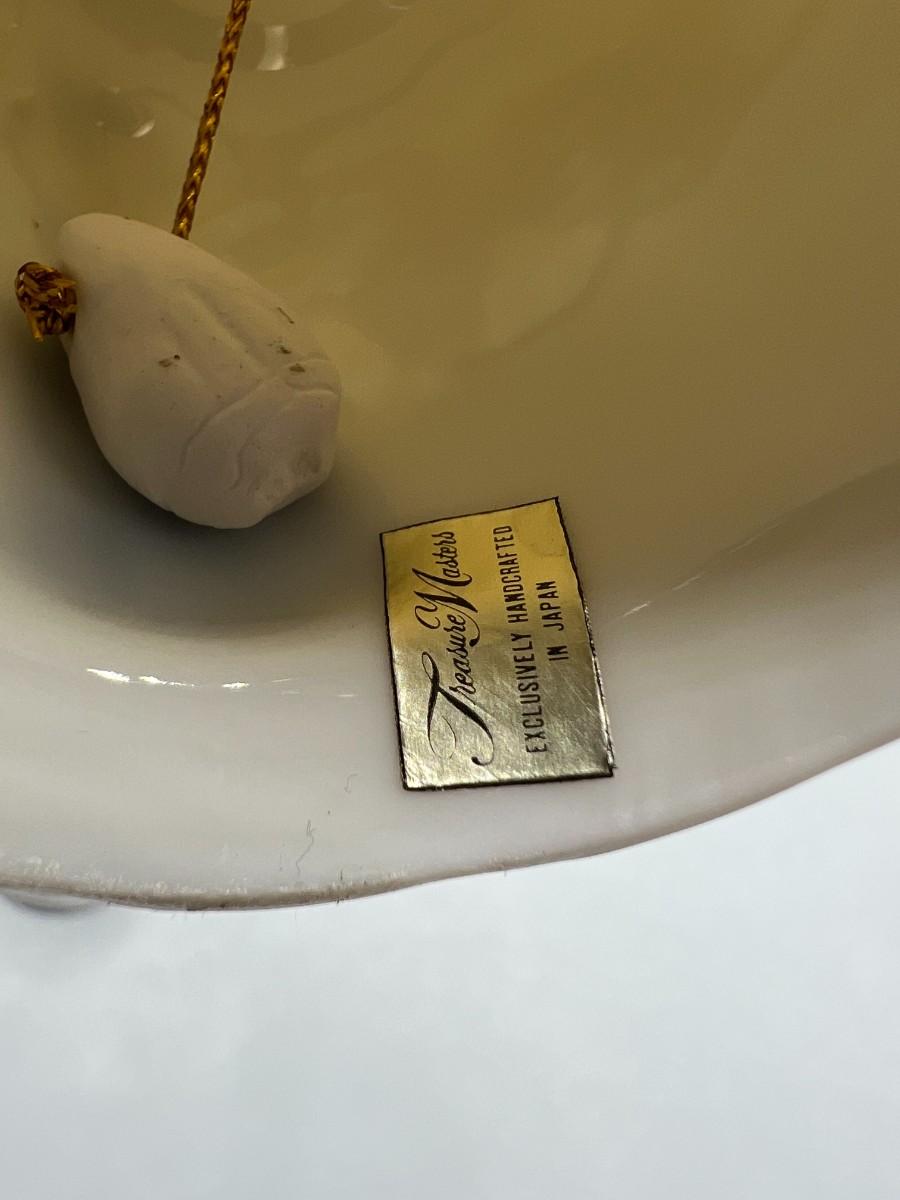 Treasure Masters
EXCLUSIVELY HANDCRAFTED
IN JAPAN